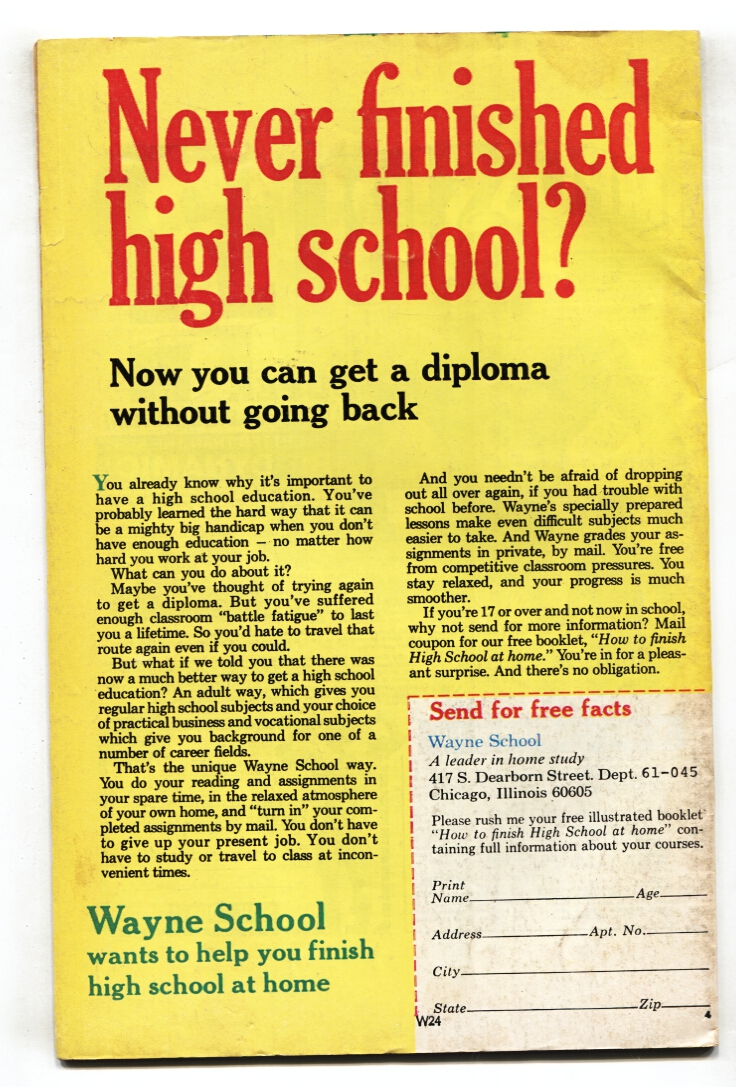 Never finished
high school?
Now you can get a diploma
without going back
You already know why it's important to
have a high school education. You've
probably learned the hard way that it can
be a mighty big handicap when you don't
have enough education — no matter how
hard you work at your job.
What can you do about it?
Maybe you've thought of trying again
to get a diploma. But you've suffered
enough classroom "battle fatigue" to last
you a lifetime. So you'd hate to travel that
route again even if you could.
But what if we told you that there was
now a much better way to get a high school
education? An adult way, which gives you
regular high school subjects and your choice
of practical business and vocational subjects
which give you background for one of a
number of career fields.
That's the unique Wayne School way.
You do your reading and assignments in
your spare time, in the relaxed atmosphere
of your own home, and "turn in" your com-
pleted assignments by mail. You don't have
to give up your present job. You don't
have to study or travel to class at incon-
venient times.
Wayne School
wants to help you finish
high school at home
And you needn't be afraid of dropping
out all over again, if you had trouble with
school before. Wayne's specially prepared
lessons make even difficult subjects much
easier to take. And Wayne grades your as-
signments in private, by mail. You're free
from competitive classroom pressures. You
stay relaxed, and your progress is much
smoother.
If you're 17 or over and not now in school,
why not send for more information? Mail
coupon for our free booklet, "How to finish
High School at home." You're in for a pleas-
ant surprise. And there's no obligation.
Send for free facts
Wayne School
A leader in home study
417 S. Dearborn Street. Dept. 61-045
Chicago, Illinois 60605
Please rush me your free illustrated booklet
"How to finish High School at home" con-
taining full information about your courses.
Print
Name Age
Address Apt. No.
City
State Zip
W24 4